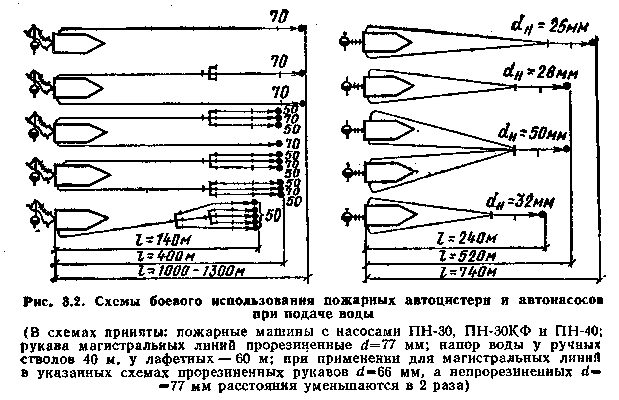 70
70
70
50
70
50
70
50
70
50
50
70
50
50
l=140м
l=400м
l=1000-1300м
dн=25мм
dн=28мм
dн=50мм
dн=32мм
l=240м
l=520м
l=740м
Рис. 3.2. Схемы боевого использования пожарных автоцистерн и автонасосов
при подаче воды
(В схемах приняты: пожарные машины с насосами ПН-30, ПН-30КФ и ПН-40;
рукава магистральных линий прорезиненные d=77 мм; напор воды у ручных
стволов 40 м, у лафетных — 60 м; при применении для магистральных линий
в указанных схемах прорезиненных рукавов d=66 мм, а непрорезиненных d=
=77 мм расстояния уменьшаются в 2 раза)